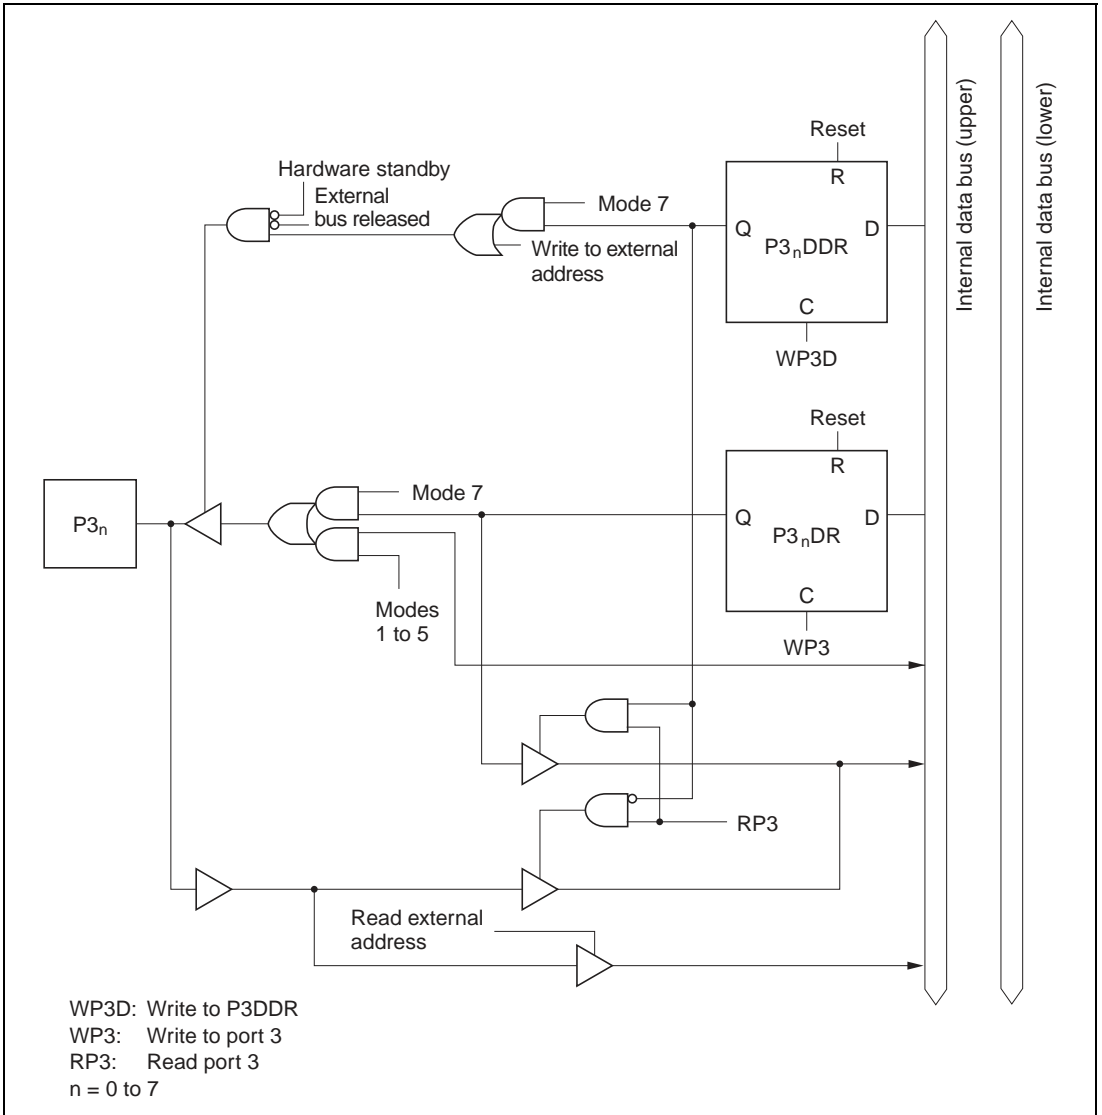 Reset
Hardware standby
External
bus released
Mode 7
Write to external
address
R
Q
D
P3nDDR
C
WP3D
Internal data bus (upper)
Internal data bus (lower)
Reset
R
P3n
Mode 7
Q
D
P3nDR
C
Modes
1 to 5
WP3
RP3
Read external
address
WP3D: Write to P3DDR
WP3: Write to port 3
RP3: Read port 3
n = 0 to 7